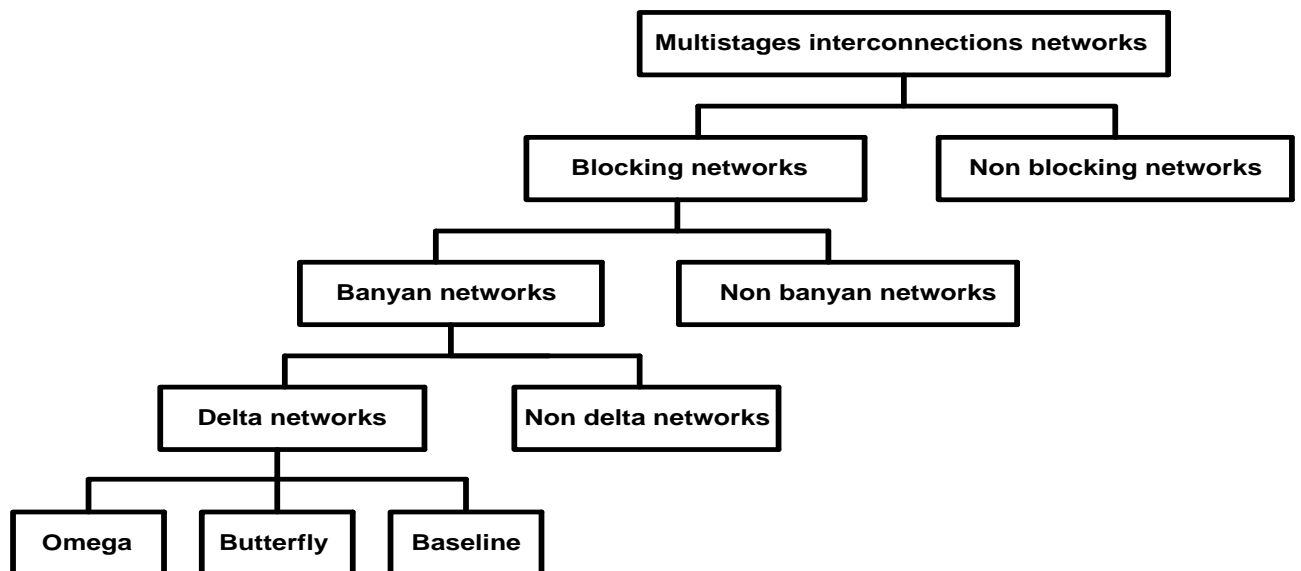 Multistages interconnections networks
Blocking networks
Non blocking networks
Banyan networks
Non banyan networks
Delta networks
Non delta networks
Omega
Butterfly
Baseline